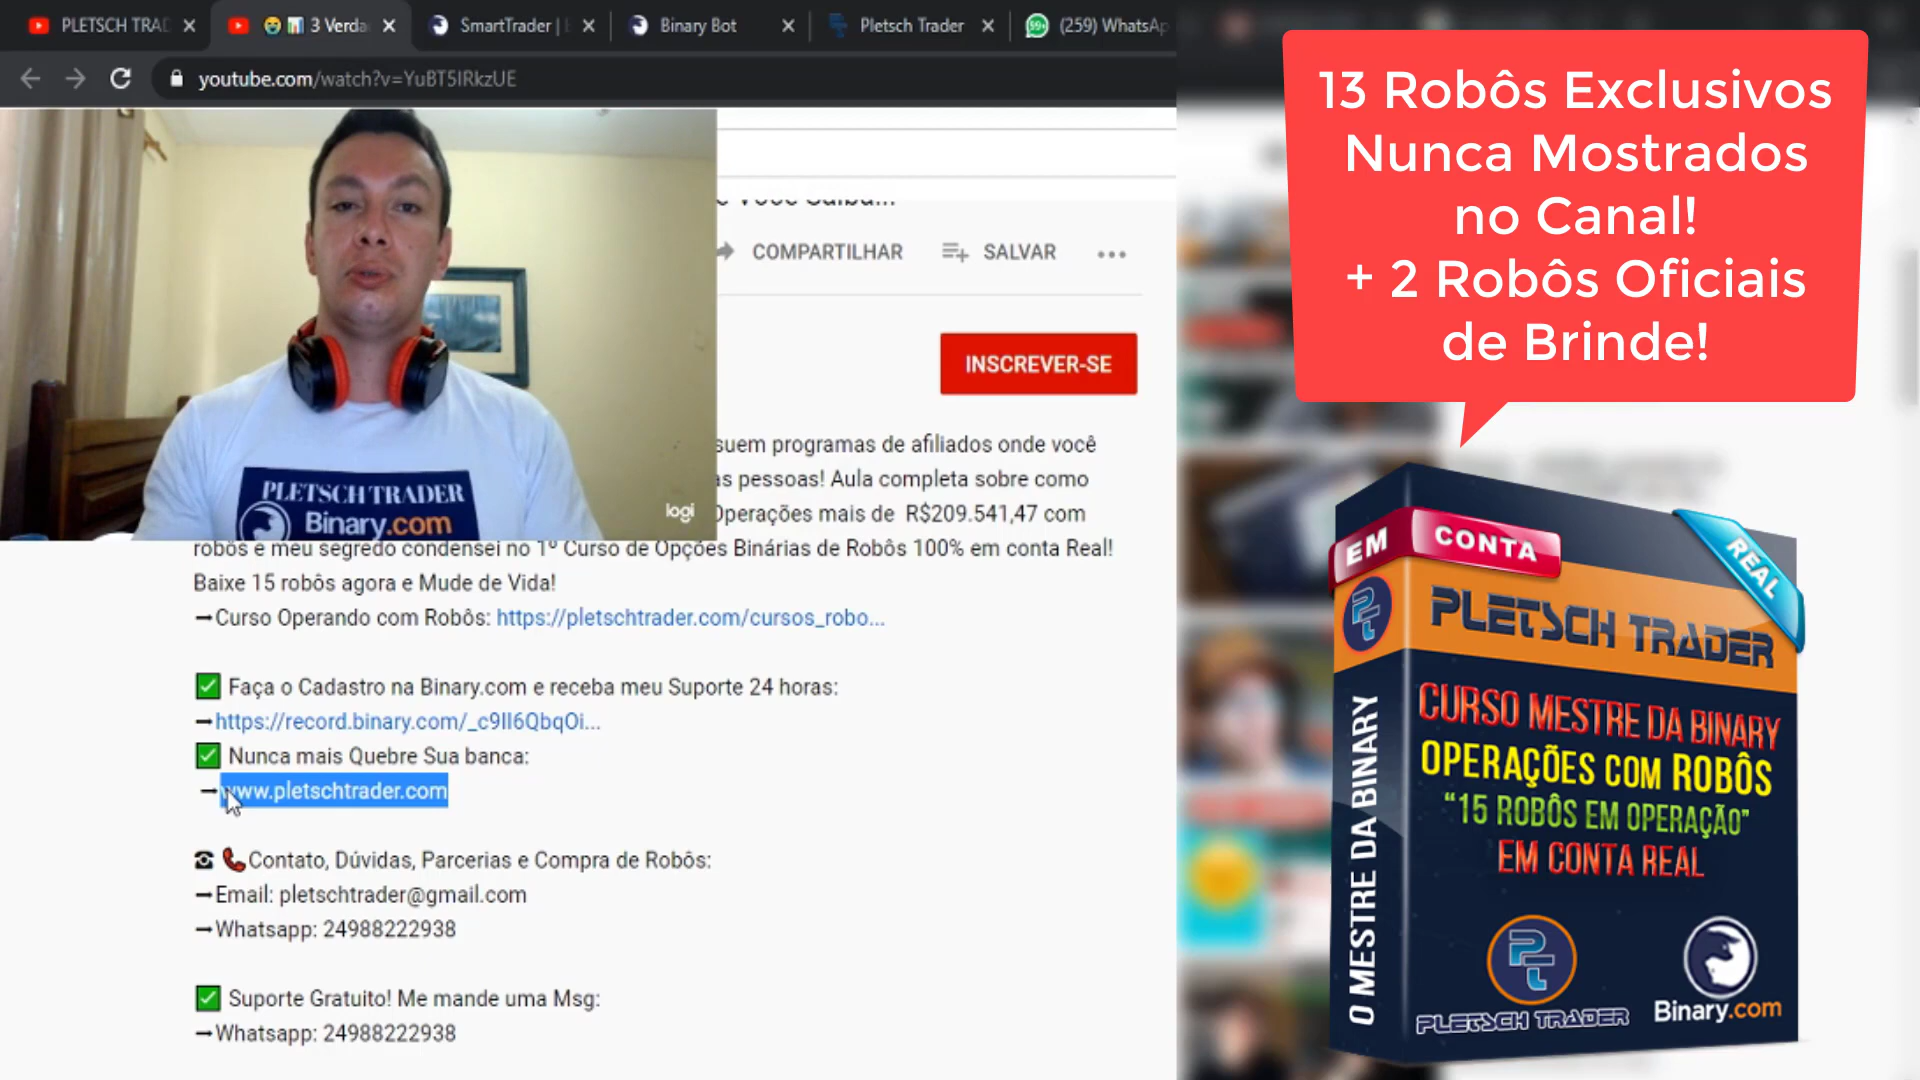 PLETSCH TRAD
3 Verda
SmartTrader | B
Binary Bot
Pletsch Trader
99+
(259) WhatsAp
youtube.com/watch?v=YuBT5IRkzUE
COMPARTILHAR
SALVAR
INSCREVER-SE
PLETSCH TRADER
Binary.com
logi
suem programas de afiliados onde você
as pessoas! Aula completa sobre como
Operações mais de R$209.541,47 com
robôs e meu segredo condensei no 1º Curso de Opções Binárias de Robôs 100% em conta Real!
Baixe 15 robôs agora e Mude de Vida!
➞Curso Operando com Robôs: https://pletschtrader.com/cursos_robo...
✅ Faça o Cadastro na Binary.com e receba meu Suporte 24 horas:
➞https://record.binary.com/_c9II6QbqOi...
✅ Nunca mais Quebre Sua banca:
➞www.pletschtrader.com
☎ 📞Contato, Dúvidas, Parcerias e Compra de Robôs:
➞Email: pletschtrader@gmail.com
➞Whatsapp: 24988222938
✅ Suporte Gratuito! Me mande uma Msg:
➞Whatsapp: 24988222938
13 Robôs Exclusivos
Nunca Mostrados
no Canal!
+ 2 Robôs Oficiais
de Brinde!
EM CONTA
REAL
PLETSCH TRADER
O MESTRE DA BINARY
CURSO MESTRE DA BINARY
OPERAÇÕES COM ROBÔS
“15 ROBÔS EM OPERAÇÃO”
EM CONTA REAL
PLETSCH TRADER
Binary.com